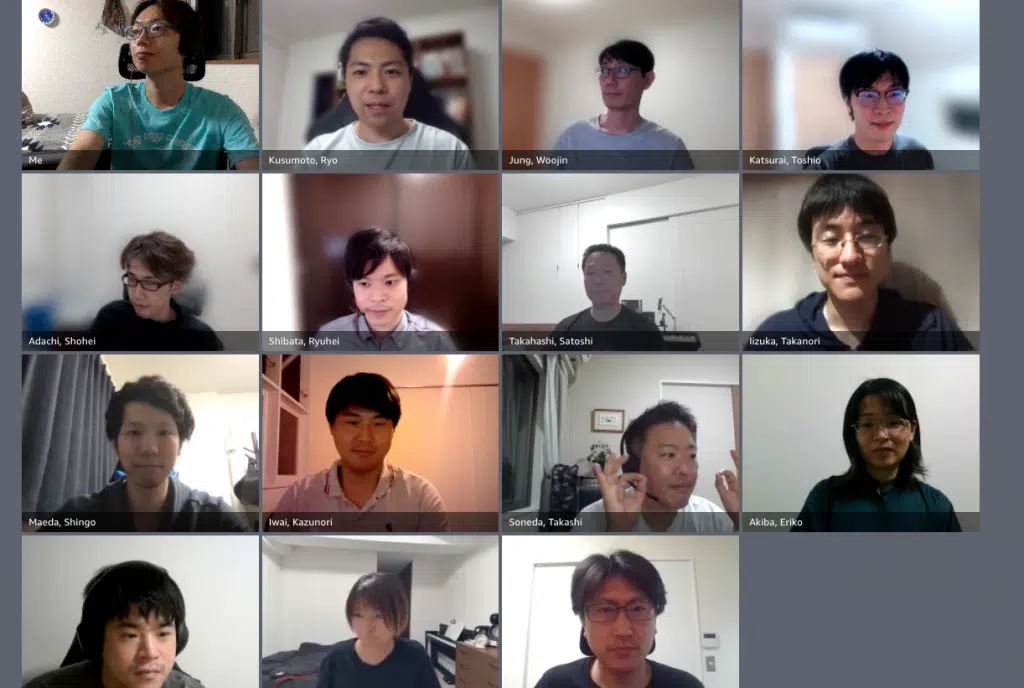 Me
Kusumoto, Ryo
Jung, Woojin
Katsurai, Toshio
Adachi, Shohei
Shibata, Ryuhei
Takahashi, Satoshi
Iizuka, Takanori
Maeda, Shingo
Iwai, Kazunori
Soneda, Takashi
Akiba, Eriko